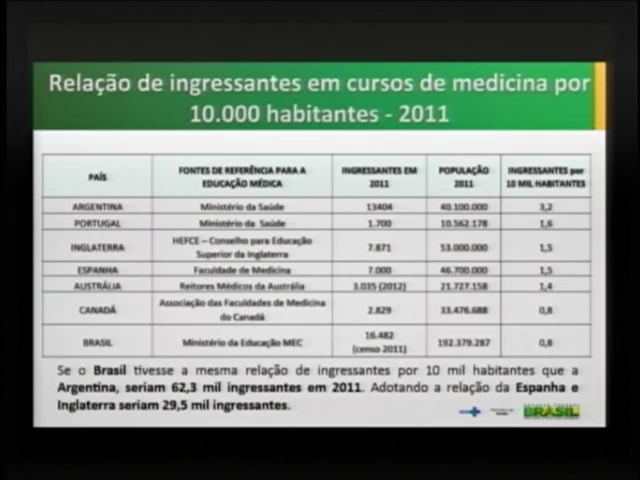 Relação de ingressantes em cursos de medicina por
10.000 habitantes - 2011
PAÍS
FONTES DE REFERÊNCIA PARA A
EDUCAÇÃO MÉDICA
INGRESSANTES EM
2011
POPULAÇÃO
2011
INGRESSANTES por
10 MIL HABITANTES
ARGENTINA Ministério da Saúde 13404 40.100.000 3,2
PORTUGAL Ministério da Saúde 1.700 10.562.178 1,6
INGLATERRA HEFCE – Conselho para Educação
Superior da Inglaterra 7.871 53.000.000 1,5
ESPANHA Faculdade de Medicina 7.000 46.700.000 1,5
AUSTRÁLIA Reitores Médicos da Austrália 3.035 (2012) 21.727.158 1,4
CANADÁ Associação das Faculdades de Medicina
do Canadá 2.829 33.476.688 0,8
BRASIL Ministério da Educação MEC 16.482
(censo 2011) 192.379.287 0,8
Se o Brasil tivesse a mesma relação de ingressantes por 10 mil habitantes que a
Argentina, seriam 62,3 mil ingressantes em 2011. Adotando a relação da Espanha e
Inglaterra seriam 29,5 mil ingressantes.
BRASIL